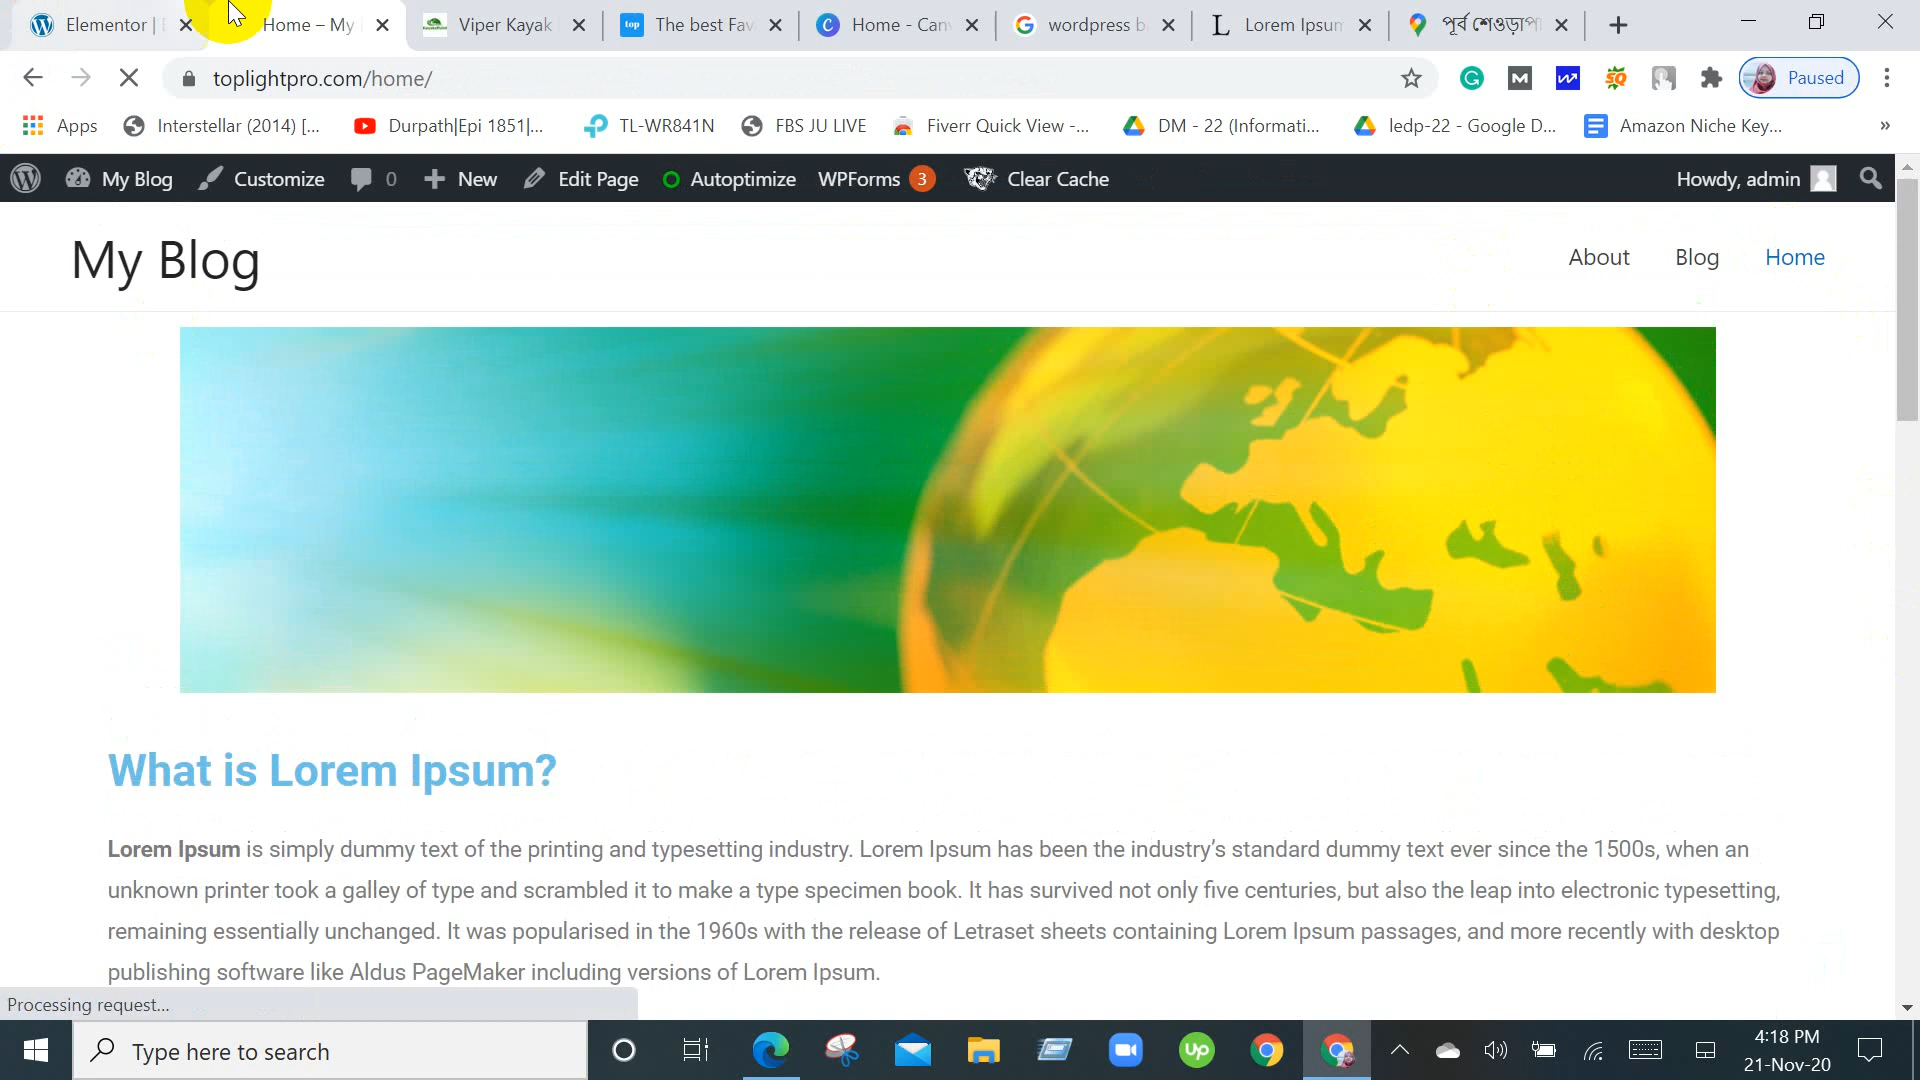 Elementor |
Home – My
Viper Kayak
top
The best Fav
Home - Can
wordpress b
Lorem Ipsum
পূর্ব শেওড়াপা
toplightpro.com/home/
Paused
Apps
Interstellar (2014) [...
Durpath|Epi 1851|...
TL-WR841N
FBS JU LIVE
Fiverr Quick View -...
DM - 22 (Informati...
ledp-22 - Google D...
Amazon Niche Key...
»
My Blog
Customize
0
New
Edit Page
Autoptimize
WPForms 3
Clear Cache
Howdy, admin
My Blog
About
Blog
Home
What is Lorem Ipsum?
Lorem Ipsum is simply dummy text of the printing and typesetting industry. Lorem Ipsum has been the industry’s standard dummy text ever since the 1500s, when an
unknown printer took a galley of type and scrambled it to make a type specimen book. It has survived not only five centuries, but also the leap into electronic typesetting,
remaining essentially unchanged. It was popularised in the 1960s with the release of Letraset sheets containing Lorem Ipsum passages, and more recently with desktop
publishing software like Aldus PageMaker including versions of Lorem Ipsum.
Processing request...
Type here to search
4:18 PM
21-Nov-20